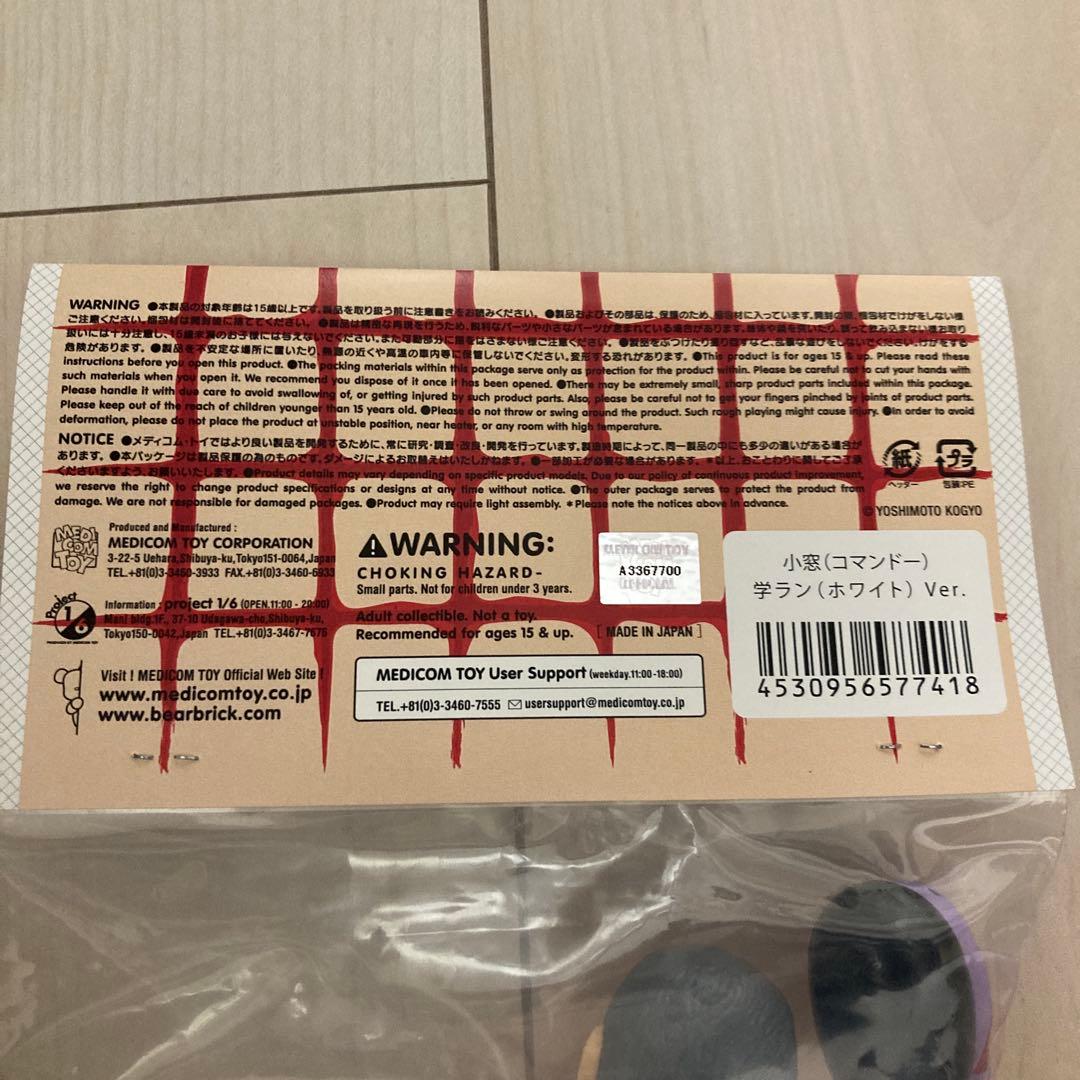 WARNING ●本製品の対象年齢は15歳以上です。製品を取り扱う前に注意書きをお読みください。 ●製品およびその部品は、保護のため、梱包材に入っています。開封の際、梱包材でけがをしない様
ご注意ください。梱包材は開封後に捨ててください。 ●製品は精密な再現を行うため、鋭利なパーツや小さなパーツが含まれている場合があります。
扱いには十分注意し、15歳未満のお子様には与えないでください。また可動部分に指をはさまない様ご注意ください。 ●製品をぶつけたり
危険があります。 ●製品を不安定な場所に置いたり、熱源の近くや高温の車内等に保管しないでください。変形する恐れがあります。 ●This product is for ages 15 & up. Please read these
instructions before you open this product. ●The packing materials within this package serve only as protection for the product within. Please be careful not to cut your hands with
such materials when you open it. We recommend you dispose of it once it has been opened. ●There may be extremely small, sharp product parts included within this package.
Please handle it with due care to avoid swallowing of, or getting injured by such product parts. Also, please be careful not to get your fingers pinched by joints of product parts.
Please keep out of the reach of children younger than 15 years old. ●Please do not throw or swing around the product. Such rough playing might cause injury. ●In order to avoid
deformation, please do not place the product at unstable position, near heater, or any room with high temperature.
NOTICE ●メディコム・トイではより良い製品を開発するために、常に研究・調査・改良・開発を行っています。製造時期によって、同一製品の中にも多少の違いがある場合が
あります。 ●本パッケージは製品保護の為のものです。ダメージによるお取替えはいたしかねます。 ●一部加工が必要な場合があります。 *以上、おことわりに関してご了承
くださいますよう、お願いいたします。 ●Product details may vary depending on specific product models. Due to our policy of continuous product improvement,
we reserve the right to change product specifications or designs at any time without notice. ●The outer package serves to protect the product from
damage. We are not responsible for damaged packages. ●Product may require light assembly. *Please note the notices above in advance.
紙
ヘッダー
プラ
包装:PE
© YOSHIMOTO KOGYO
MEDICOM TOY
Produced and Manufactured :
MEDICOM TOY CORPORATION
3-22-5 Uehara,Shibuya-ku,Tokyo151-0064,Japan
TEL.+81(0)3-3460-3933 FAX.+81(0)3-3460-6933
Project 1/6
Information : project 1/6 (OPEN.11:00 - 20:00)
Mani bldg.1F., 37-10 Udagawa-cho,Shibuya-ku,
Tokyo150-0042,Japan TEL.+81(0)3-3467-7676
Visit ! MEDICOM TOY Official Web Site !
www.medicomtoy.co.jp
www.bearbrick.com
WARNING:
CHOKING HAZARD-
Small parts. Not for children under 3 years.
Adult collectible. Not a toy.
Recommended for ages 15 & up.
[ MADE IN JAPAN ]
A3367700
MEDICOM TOY User Support (weekday.11:00-18:00)
TEL.+81(0)3-3460-7555 usersupport@medicomtoy.co.jp
小窓(コマンドー)
学ラン(ホワイト) Ver.
4530956577418